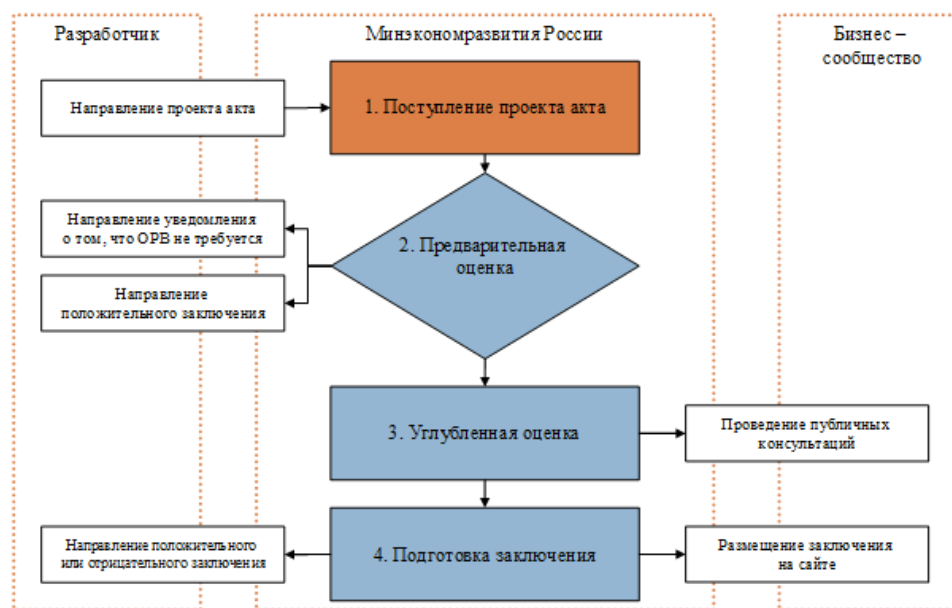 Разработчик
Минэкономразвития России
Бизнес –
сообщество
Направление проекта акта
1. Поступление проекта акта
Направление уведомления
о том, что ОРВ не требуется
2. Предварительная
оценка
Направление
положительного заключения
3. Углубленная оценка
Проведение публичных
консультаций
Направление положительного
или отрицательного заключения
4. Подготовка заключения
Размещение заключения
на сайте